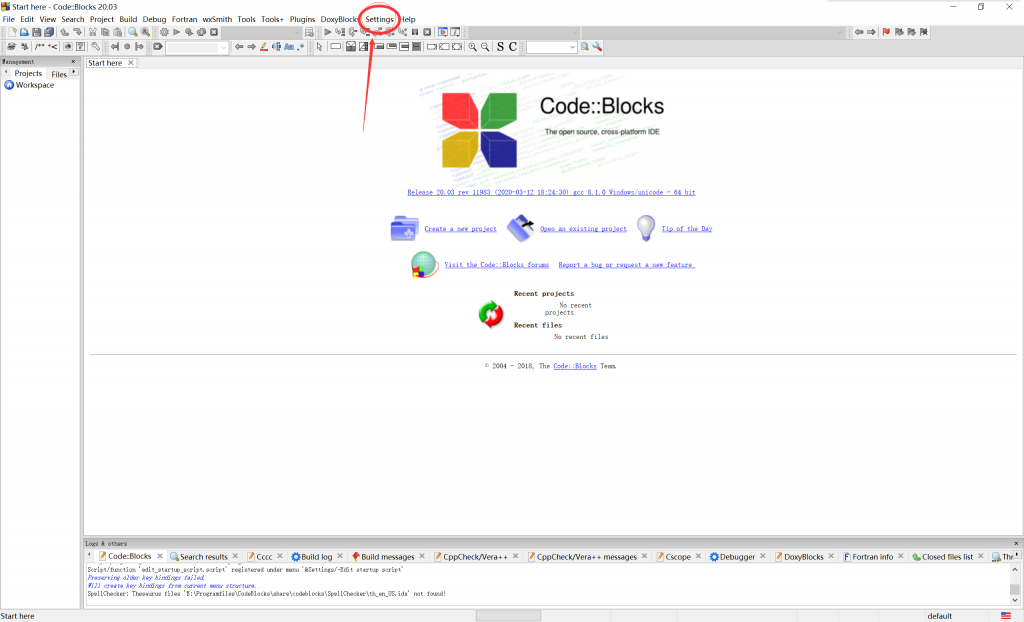 Start here - Code::Blocks 20.03
File Edit View Search Project Build Debug Fortran wxSmith Tools Tools+ Plugins DoxyBlocks Settings Help
S C
Management
Projects Files
Workspace
Start here
Code::Blocks
The open source, cross-platform IDE
Release 20.03 rev 11983 (2020-03-12 18:24:30) gcc 8.1.0 Windows/unicode - 64 bit
Create a new project Open an existing project Tip of the Day
Visit the Code::Blocks forums Report a bug or request a new feature
Recent projects
No recent
projects
Recent files
No recent files
© 2004 - 2018, The Code::Blocks Team.
Logs & others
Code::Blocks Search results Cccc Build log Build messages CppCheck/Vera++ CppCheck/Vera++ messages Cscope Debugger DoxyBlocks Fortran info Closed files list Thr
Script/function 'edit_startup_script.script' registered under menu '&Settings/-Edit startup script'
Preserving older key bindings failed.
Will create key bindings from current menu structure.
SpellChecker: Thesaurus files 'E:\Programfiles\CodeBlocks\share\codeblocks\SpellChecker\th_en_US.idx' not found!
Start here default